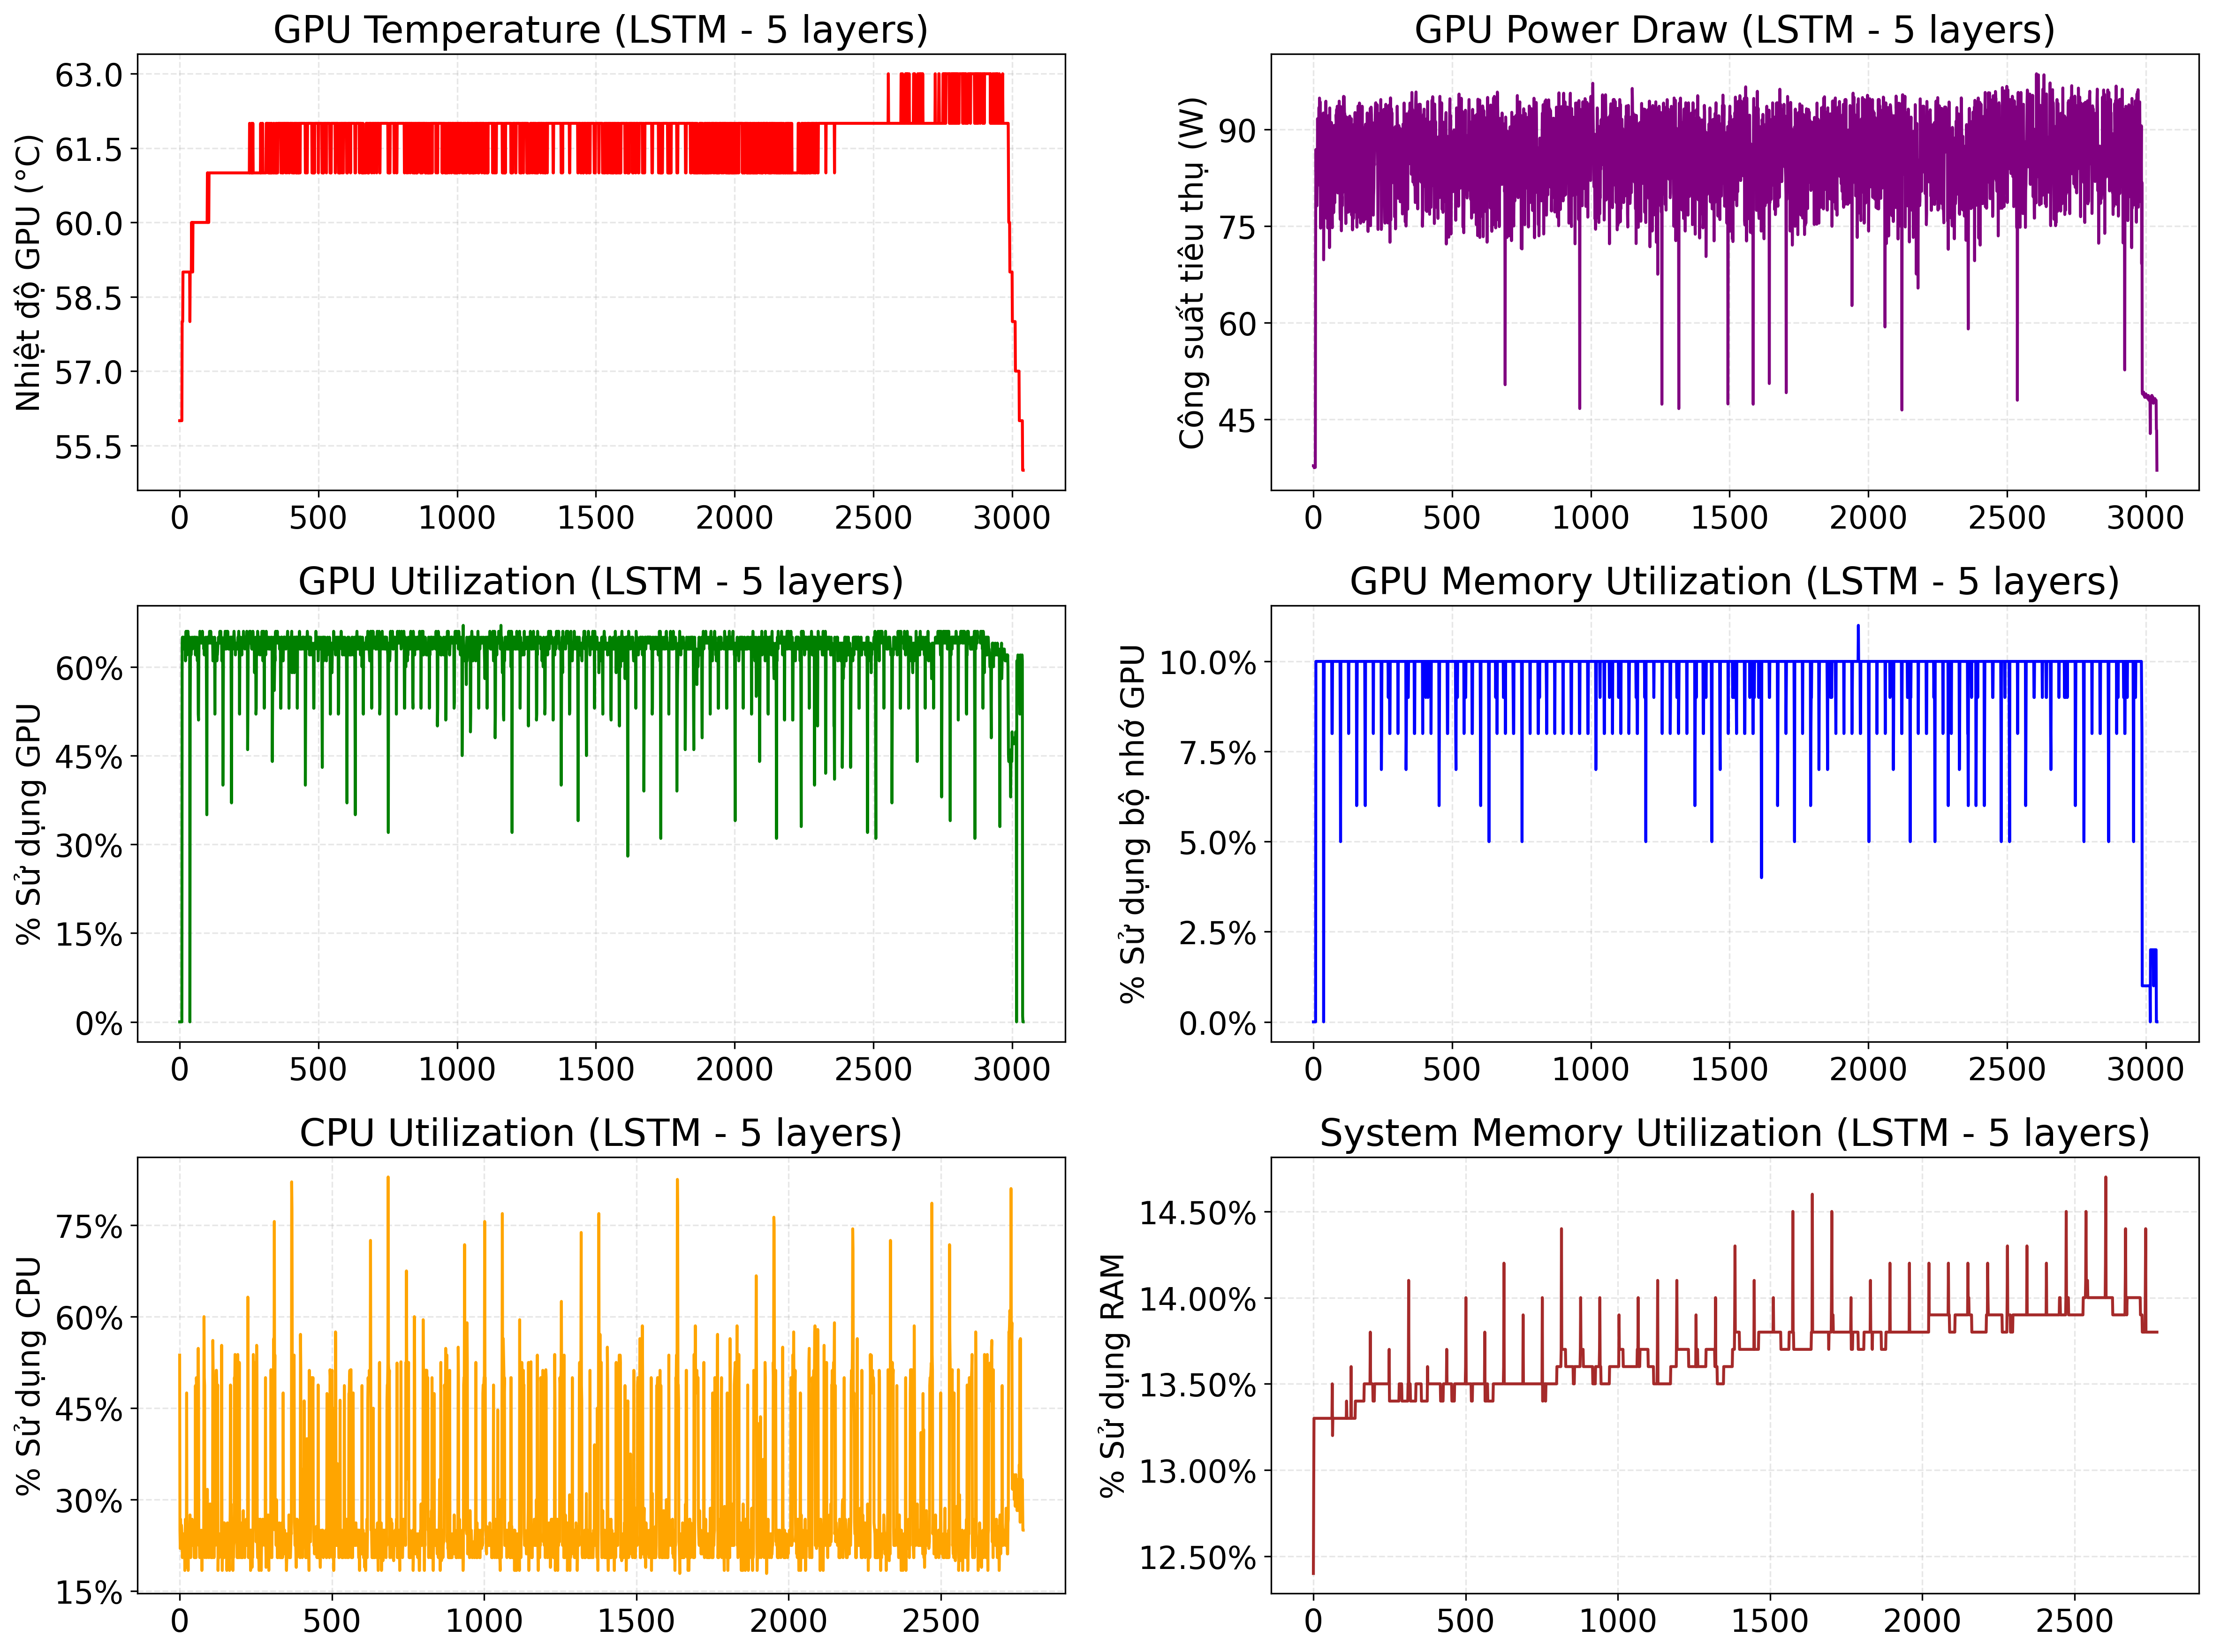 GPU Temperature (LSTM - 5 layers)
Nhiệt độ GPU (°C)
63.0
61.5
60.0
58.5
57.0
55.5
0 500 1000 1500 2000 2500 3000
GPU Power Draw (LSTM - 5 layers)
Công suất tiêu thụ (W)
90
75
60
45
0 500 1000 1500 2000 2500 3000
GPU Utilization (LSTM - 5 layers)
% Sử dụng GPU
60%
45%
30%
15%
0%
0 500 1000 1500 2000 2500 3000
GPU Memory Utilization (LSTM - 5 layers)
% Sử dụng bộ nhớ GPU
10.0%
7.5%
5.0%
2.5%
0.0%
0 500 1000 1500 2000 2500 3000
CPU Utilization (LSTM - 5 layers)
% Sử dụng CPU
75%
60%
45%
30%
15%
0 500 1000 1500 2000 2500
System Memory Utilization (LSTM - 5 layers)
% Sử dụng RAM
14.50%
14.00%
13.50%
13.00%
12.50%
0 500 1000 1500 2000 2500